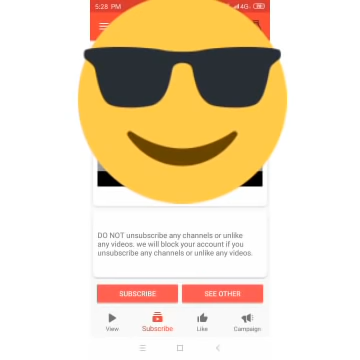 5:28 PM
4G
DO NOT unsubscribe any channels or unlike
any videos. we will block your account if you
unsubscribe any channels or unlike any videos.
SUBSCRIBE SEE OTHER
View Subscribe Like Campaign